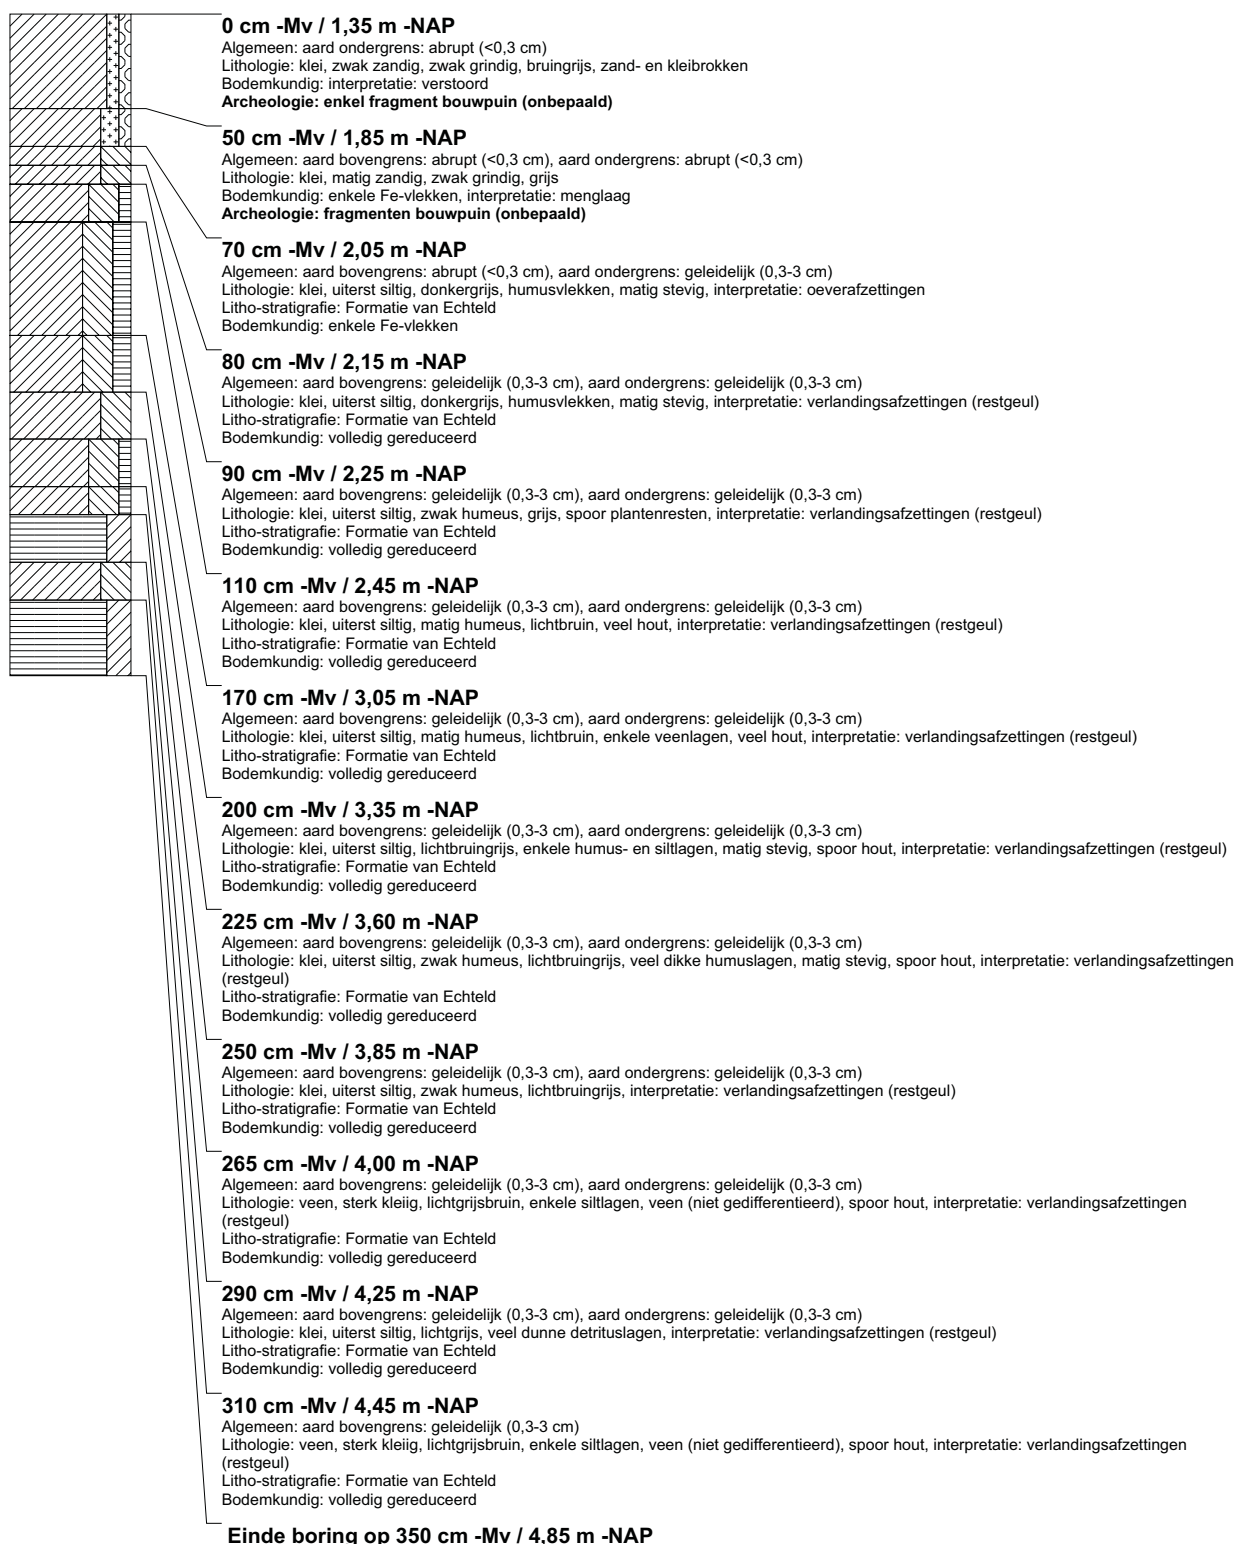 0 cm -Mv / 1,35 m -NAP
Algemeen: aard ondergrens: abrupt (<0,3 cm)
Lithologie: klei, zwak zandig, zwak grindig, bruingrijs, zand- en kleibrokken
Bodemkundig: interpretatie: verstoord
Archeologie: enkel fragment bouwpuin (onbepaald)
50 cm -Mv / 1,85 m -NAP
Algemeen: aard bovengrens: abrupt (<0,3 cm), aard ondergrens: abrupt (<0,3 cm)
Lithologie: klei, matig zandig, zwak grindig, grijs
Bodemkundig: enkele Fe-vlekken, interpretatie: menglaag
Archeologie: fragmenten bouwpuin (onbepaald)
70 cm -Mv / 2,05 m -NAP
Algemeen: aard bovengrens: abrupt (<0,3 cm), aard ondergrens: geleidelijk (0,3-3 cm)
Lithologie: klei, uiterst siltig, donkergrijs, humusvlekken, matig stevig, interpretatie: oeverafzettingen
Litho-stratigrafie: Formatie van Echteld
Bodemkundig: enkele Fe-vlekken
80 cm -Mv / 2,15 m -NAP
Algemeen: aard bovengrens: geleidelijk (0,3-3 cm), aard ondergrens: geleidelijk (0,3-3 cm)
Lithologie: klei, uiterst siltig, donkergrijs, humusvlekken, matig stevig, interpretatie: verlandingsafzettingen (restgeul)
Litho-stratigrafie: Formatie van Echteld
Bodemkundig: volledig gereduceerd
90 cm -Mv / 2,25 m -NAP
Algemeen: aard bovengrens: geleidelijk (0,3-3 cm), aard ondergrens: geleidelijk (0,3-3 cm)
Lithologie: klei, uiterst siltig, zwak humeus, grijs, spoor plantenresten, interpretatie: verlandingsafzettingen (restgeul)
Litho-stratigrafie: Formatie van Echteld
Bodemkundig: volledig gereduceerd
110 cm -Mv / 2,45 m -NAP
Algemeen: aard bovengrens: geleidelijk (0,3-3 cm), aard ondergrens: geleidelijk (0,3-3 cm)
Lithologie: klei, uiterst siltig, matig humeus, lichtbruin, veel hout, interpretatie: verlandingsafzettingen (restgeul)
Litho-stratigrafie: Formatie van Echteld
Bodemkundig: volledig gereduceerd
170 cm -Mv / 3,05 m -NAP
Algemeen: aard bovengrens: geleidelijk (0,3-3 cm), aard ondergrens: geleidelijk (0,3-3 cm)
Lithologie: klei, uiterst siltig, matig humeus, lichtbruin, enkele veenlagen, veel hout, interpretatie: verlandingsafzettingen (restgeul)
Litho-stratigrafie: Formatie van Echteld
Bodemkundig: volledig gereduceerd
200 cm -Mv / 3,35 m -NAP
Algemeen: aard bovengrens: geleidelijk (0,3-3 cm), aard ondergrens: geleidelijk (0,3-3 cm)
Lithologie: klei, uiterst siltig, lichtbruingrijs, enkele humus- en siltlagen, matig stevig, spoor hout, interpretatie: verlandingsafzettingen (restgeul)
Litho-stratigrafie: Formatie van Echteld
Bodemkundig: volledig gereduceerd
225 cm -Mv / 3,60 m -NAP
Algemeen: aard bovengrens: geleidelijk (0,3-3 cm), aard ondergrens: geleidelijk (0,3-3 cm)
Lithologie: klei, uiterst siltig, zwak humeus, lichtbruingrijs, veel dikke humuslagen, matig stevig, spoor hout, interpretatie: verlandingsafzettingen
(restgeul)
Litho-stratigrafie: Formatie van Echteld
Bodemkundig: volledig gereduceerd
250 cm -Mv / 3,85 m -NAP
Algemeen: aard bovengrens: geleidelijk (0,3-3 cm), aard ondergrens: geleidelijk (0,3-3 cm)
Lithologie: klei, uiterst siltig, zwak humeus, lichtbruingrijs, interpretatie: verlandingsafzettingen (restgeul)
Litho-stratigrafie: Formatie van Echteld
Bodemkundig: volledig gereduceerd
265 cm -Mv / 4,00 m -NAP
Algemeen: aard bovengrens: geleidelijk (0,3-3 cm), aard ondergrens: geleidelijk (0,3-3 cm)
Lithologie: veen, sterk kleiig, lichtgrijsbruin, enkele siltlagen, veen (niet gedifferentieerd), spoor hout, interpretatie: verlandingsafzettingen
(restgeul)
Litho-stratigrafie: Formatie van Echteld
Bodemkundig: volledig gereduceerd
290 cm -Mv / 4,25 m -NAP
Algemeen: aard bovengrens: geleidelijk (0,3-3 cm), aard ondergrens: geleidelijk (0,3-3 cm)
Lithologie: klei, uiterst siltig, lichtgrijs, veel dunne detrituslagen, interpretatie: verlandingsafzettingen (restgeul)
Litho-stratigrafie: Formatie van Echteld
Bodemkundig: volledig gereduceerd
310 cm -Mv / 4,45 m -NAP
Algemeen: aard bovengrens: geleidelijk (0,3-3 cm)
Lithologie: veen, sterk kleiig, lichtgrijsbruin, enkele siltlagen, veen (niet gedifferentieerd), spoor hout, interpretatie: verlandingsafzettingen
(restgeul)
Litho-stratigrafie: Formatie van Echteld
Bodemkundig: volledig gereduceerd
Einde boring op 350 cm -Mv / 4,85 m -NAP